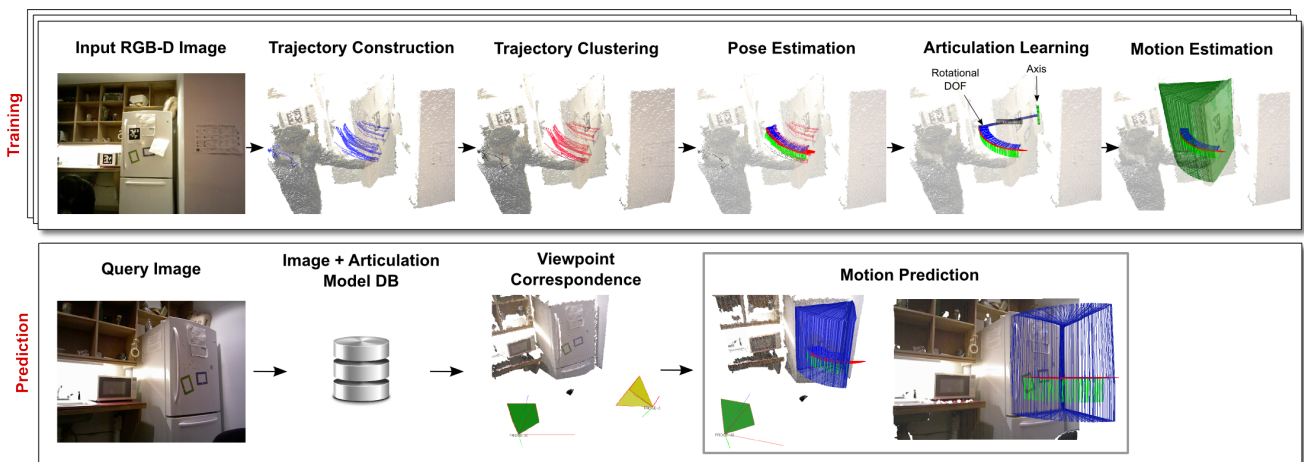 Training
Input RGB-D Image
Trajectory Construction
Trajectory Clustering
Pose Estimation
Articulation Learning
Motion Estimation
Rotational
DOF
Axis
Prediction
Query Image
Image + Articulation
Model DB
Viewpoint
Correspondence
Motion Prediction